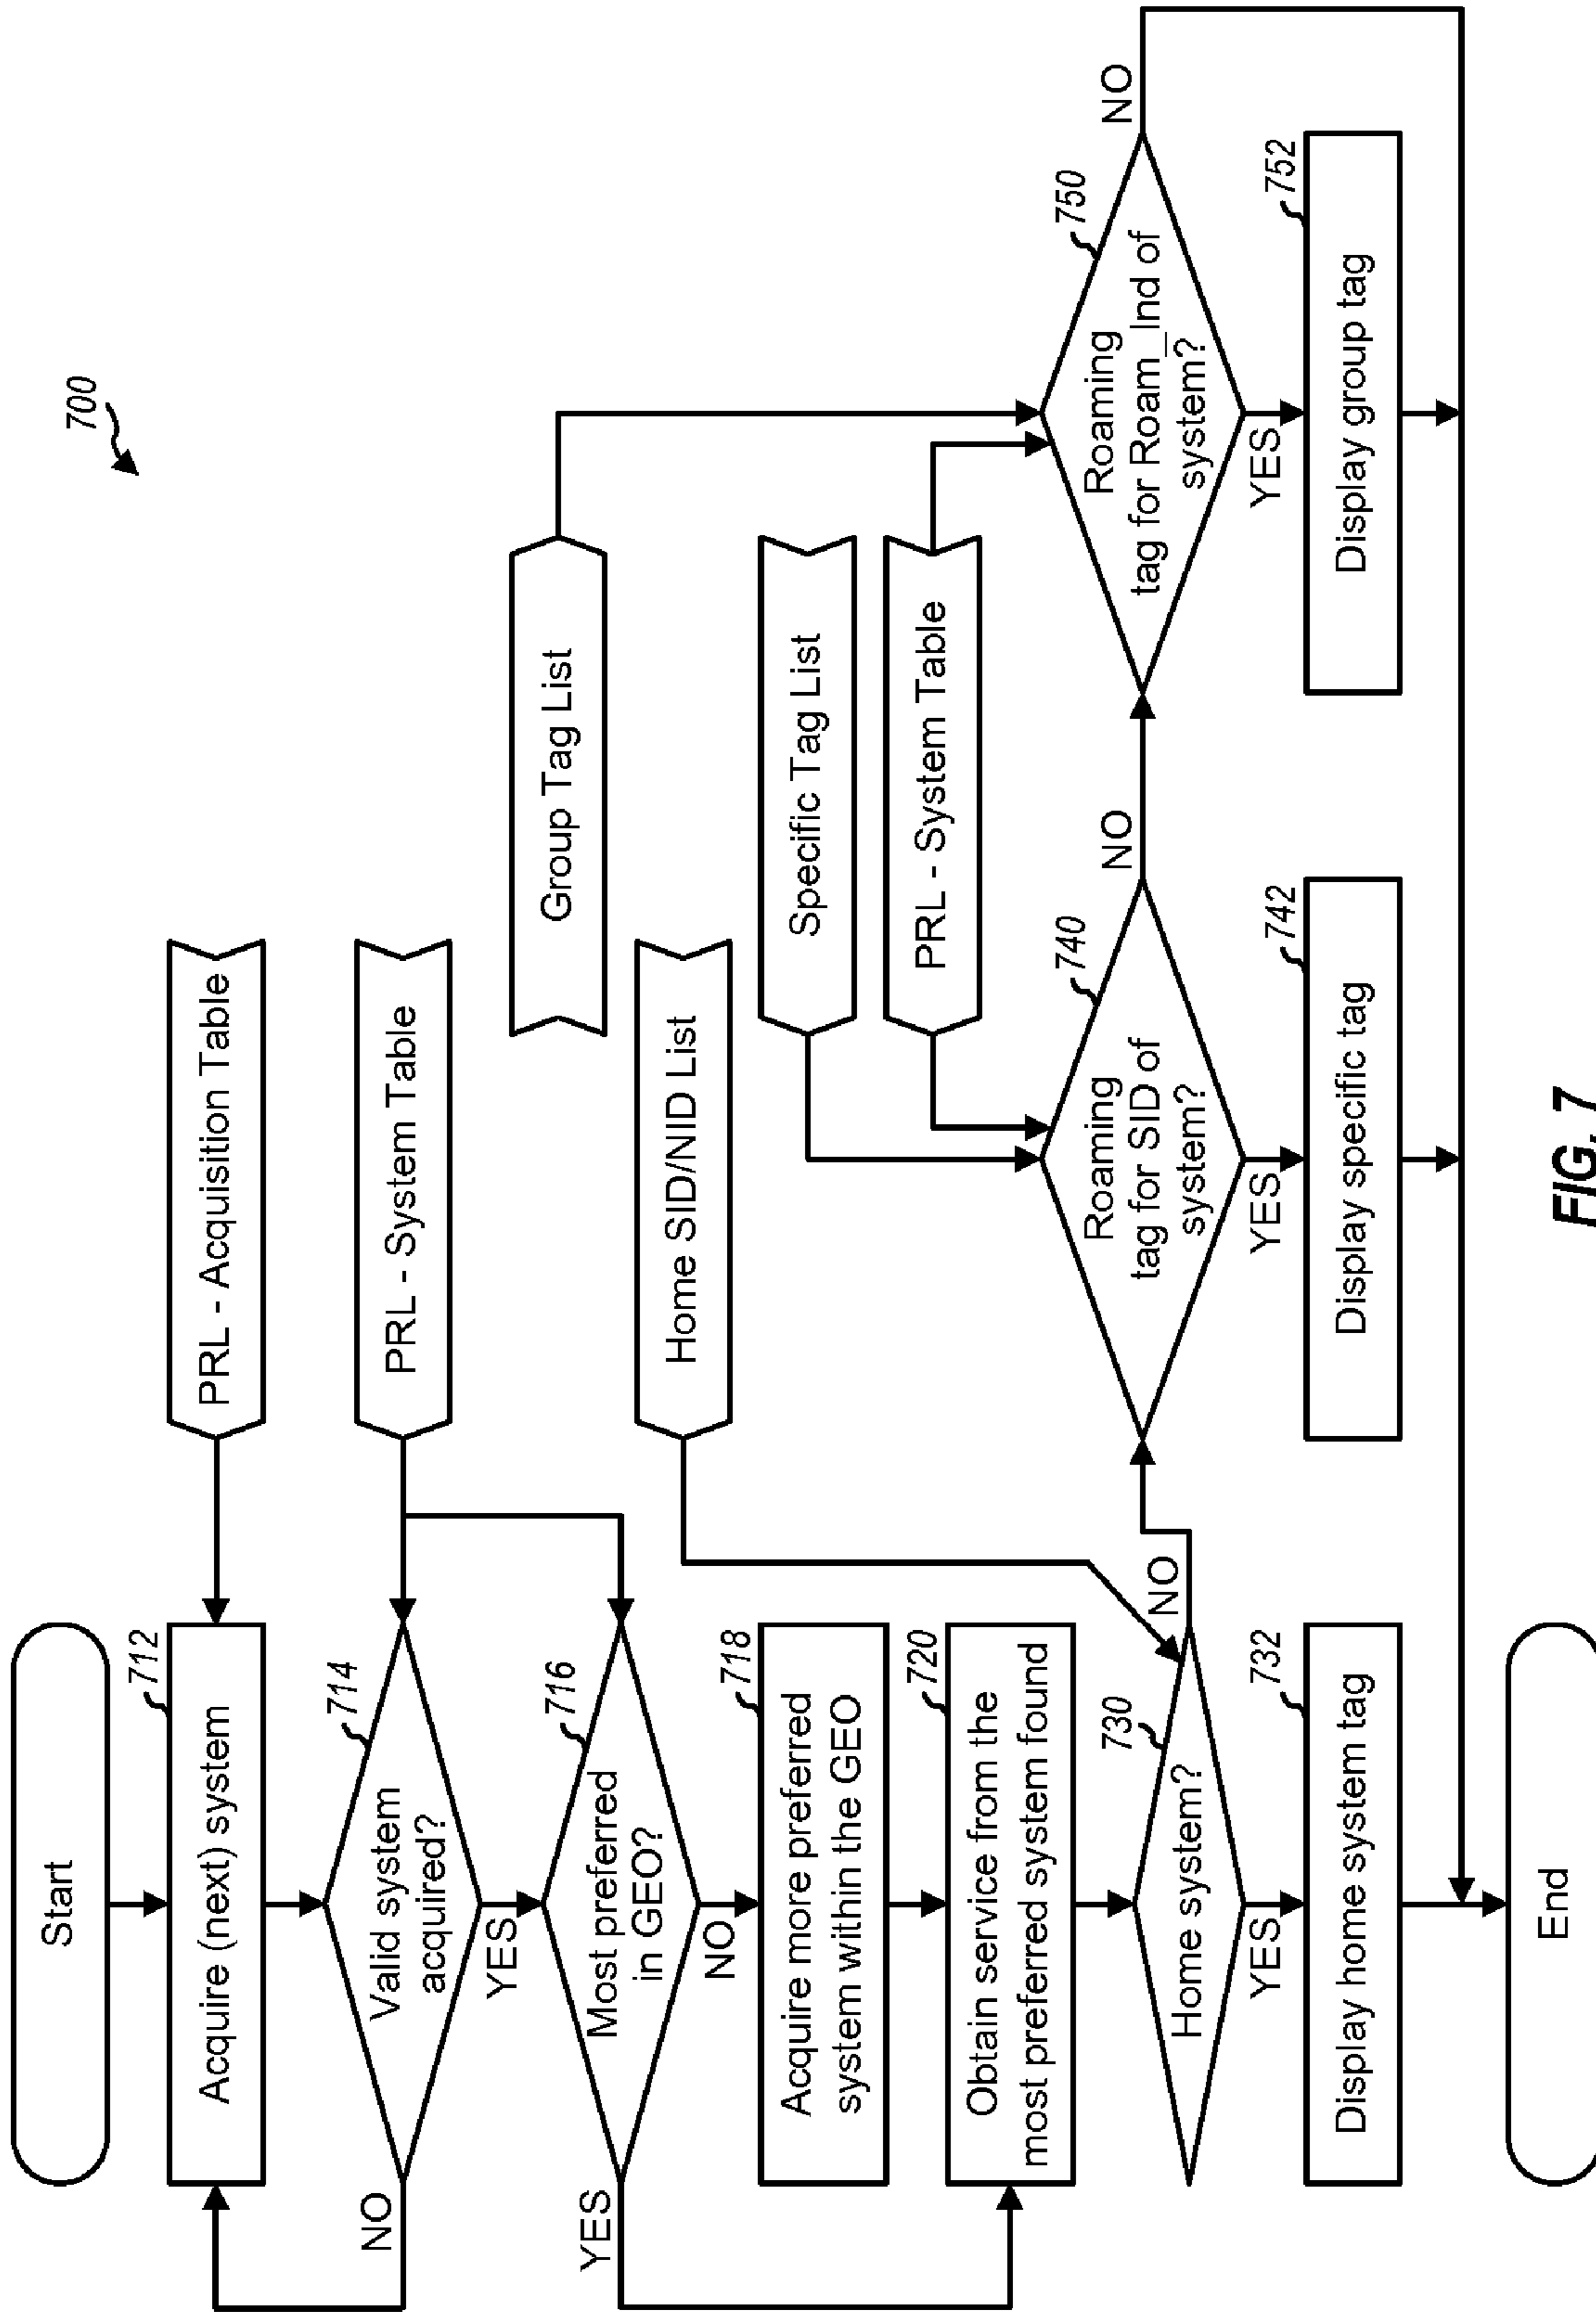 700
Start
Acquire (next) system
712
PRL - Acquisition Table
Valid system
acquired?
714
NO
YES
PRL - System Table
Most preferred
in GEO?
716
YES
NO
Group Tag List
Home SID/NID List
Acquire more preferred
system within the GEO
718
Specific Tag List
Obtain service from the
most preferred system found
720
PRL - System Table
Home system?
730
NO
YES
Roaming
tag for SID of
system?
740
NO
YES
Roaming
tag for Roam_Ind of
system?
750
NO
YES
Display home system tag
732
Display specific tag
742
Display group tag
752
End
FIG. 7